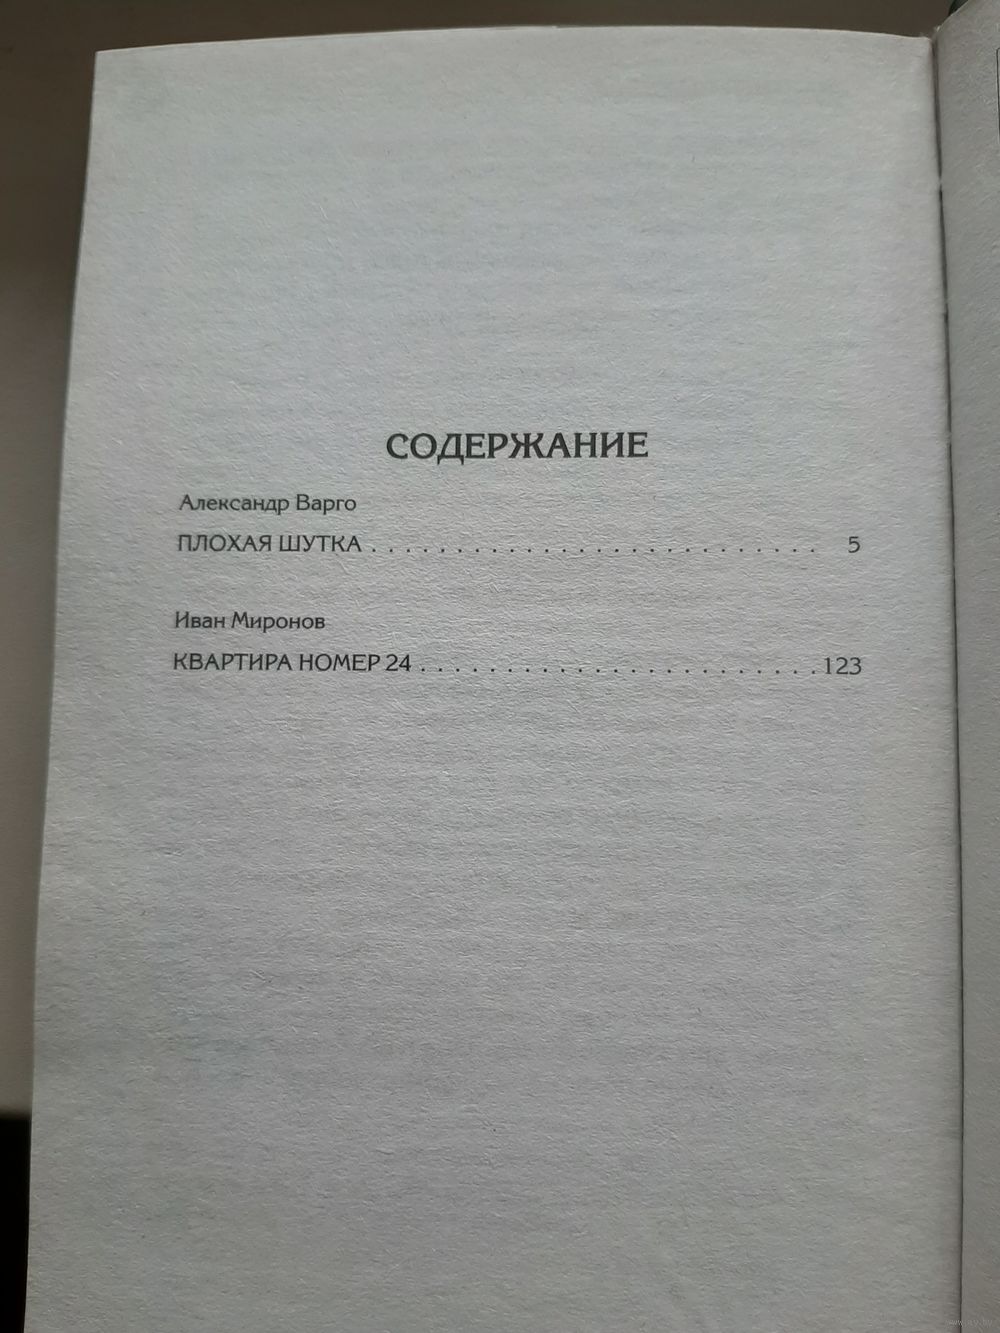 СОДЕРЖАНИЕ
Александр Варго
ПЛОХАЯ ШУТКА . . . . . . . . . . . . . . . . . . . . . . . . . . . 5
Иван Миронов
КВАРТИРА НОМЕР 24 . . . . . . . . . . . . . . . . . . . . . . . . 123